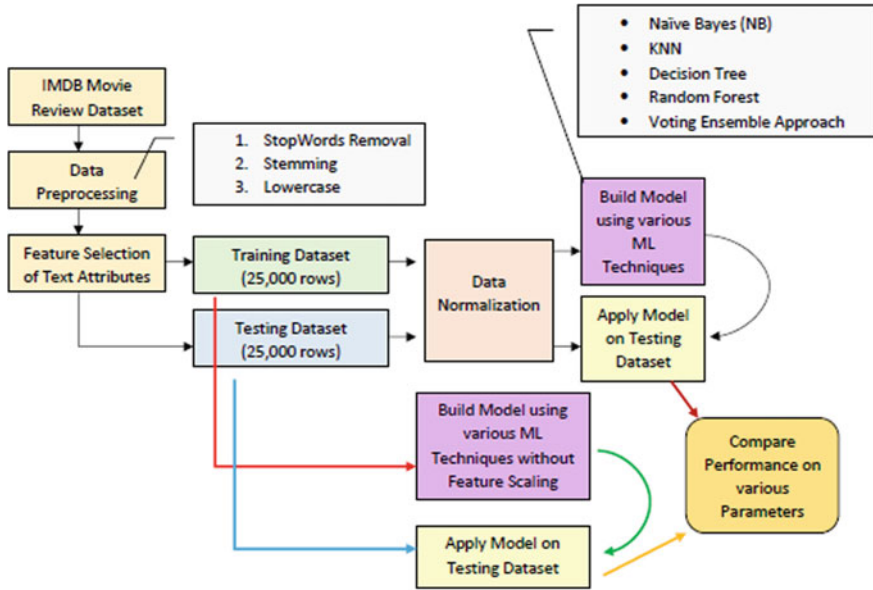 IMDB Movie
Review Dataset
Data
Preprocessing
1. StopWords Removal
2. Stemming
3. Lowercase
Feature Selection
of Text Attributes
Training Dataset
(25,000 rows)
Testing Dataset
(25,000 rows)
Data
Normalization
• Naïve Bayes (NB)
• KNN
• Decision Tree
• Random Forest
• Voting Ensemble Approach
Build Model
using various
ML
Techniques
Apply Model
on Testing
Dataset
Build Model using
various ML
Techniques without
Feature Scaling
Apply Model on
Testing Dataset
Compare
Performance on
various
Parameters